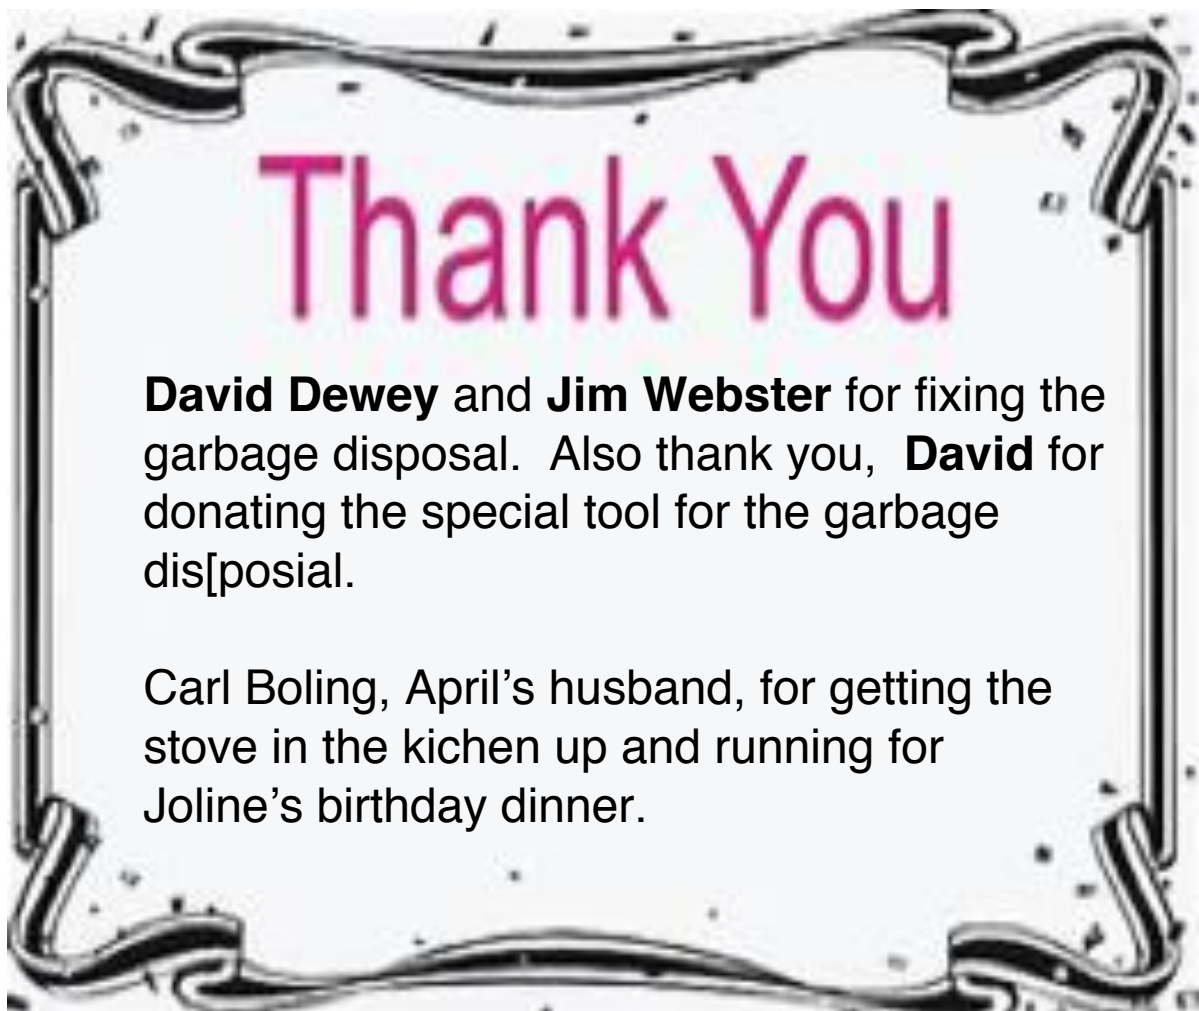 Thank You
David Dewey and Jim Webster for fixing the
garbage disposal.  Also thank you,  David for
donating the special tool for the garbage
dis[posial.
Carl Boling, April’s husband, for getting the
stove in the kichen up and running for
Joline’s birthday dinner.